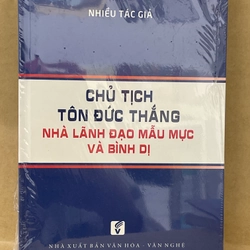 NHIỀU TÁC GIẢ
CHỦ TỊCH
TÔN ĐỨC THẮNG
NHÀ LÃNH ĐẠO MẪU MỰC
VÀ BÌNH DỊ
V
NHÀ XUẤT BẢN VĂN HÓA - VĂN NGHỆ